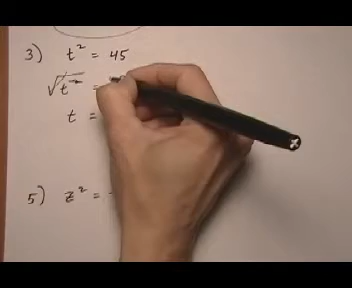 3) t² = 45
√t² =
t =
5) z² =